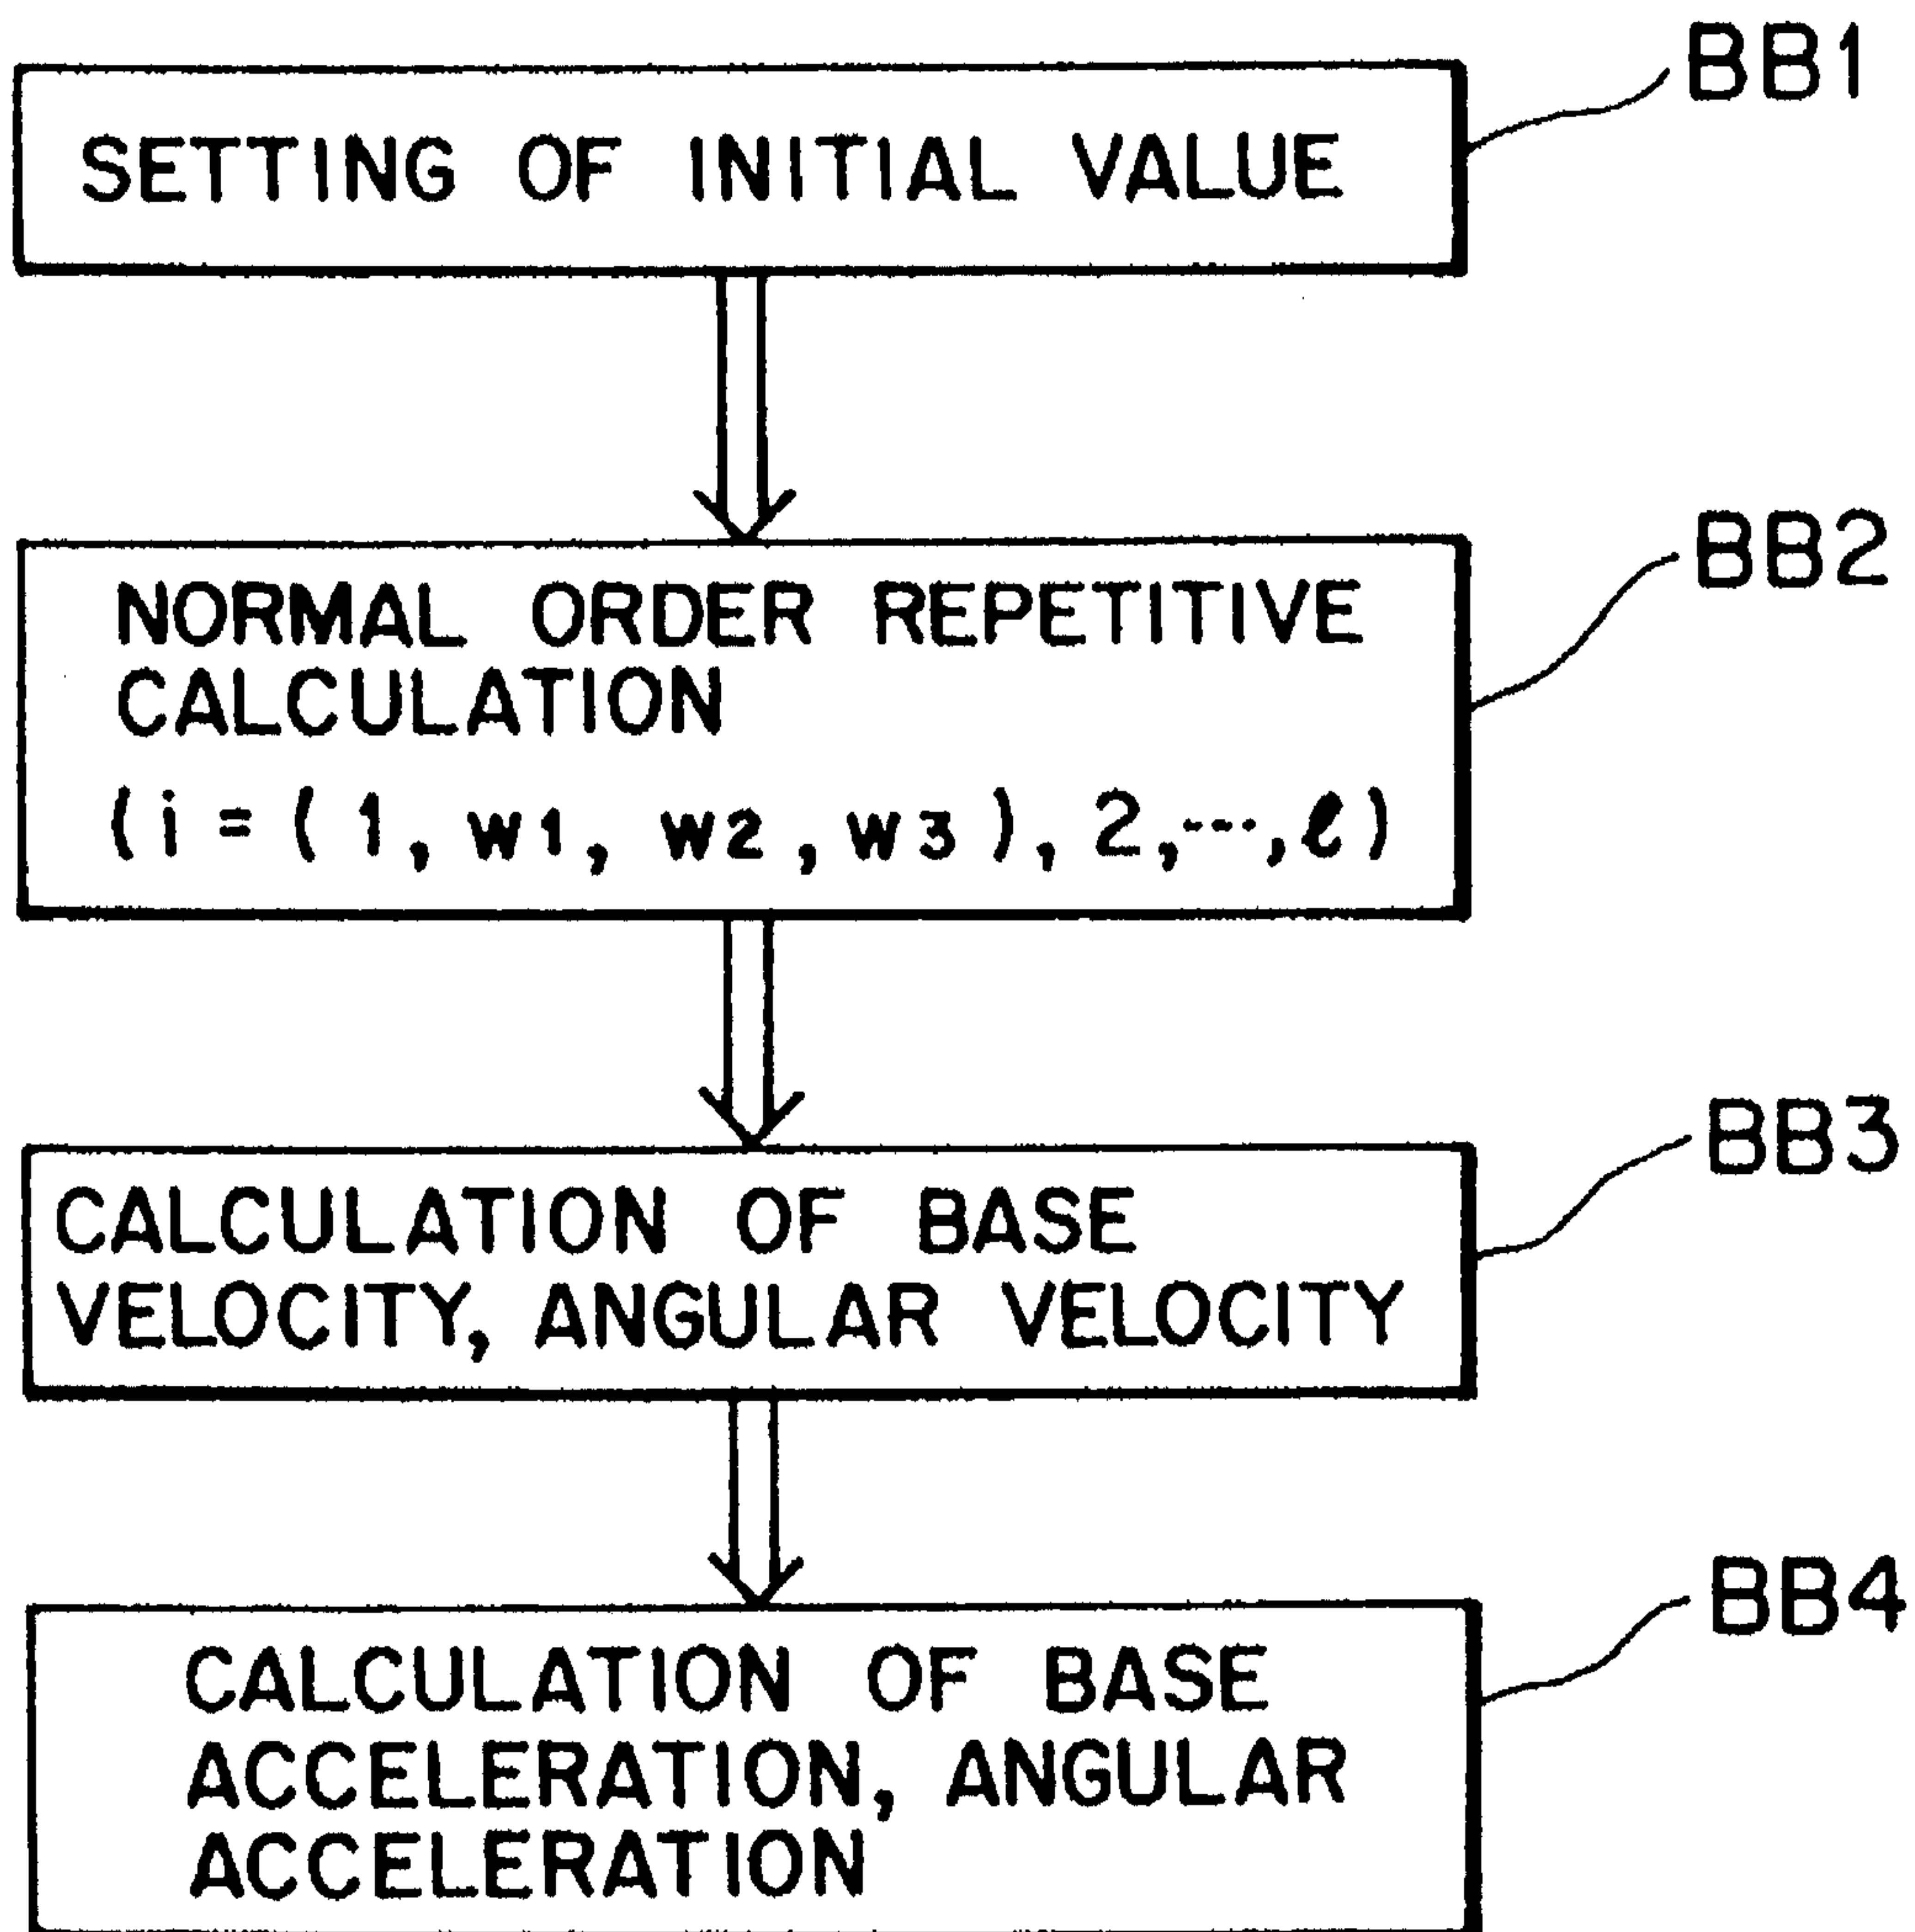 BB1
SETTING OF INITIAL VALUE
BB2
NORMAL ORDER REPETITIVE
CALCULATION
(i = (1, w1, w2, w3), 2, ···, ℓ)
BB3
CALCULATION OF BASE
VELOCITY, ANGULAR VELOCITY
BB4
CALCULATION OF BASE
ACCELERATION, ANGULAR
ACCELERATION